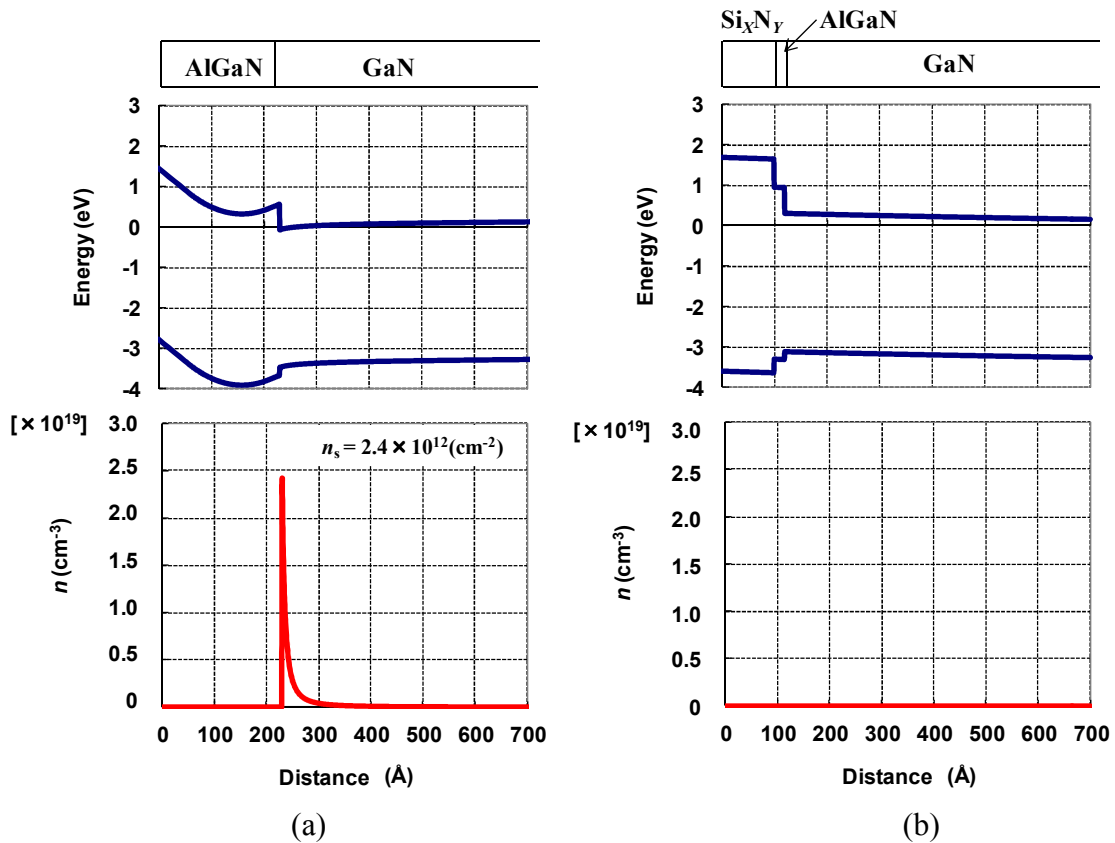 AlGaN GaN
3
2
1
0
-1
-2
-3
-4
Energy (eV)
[×10¹⁹]
3.0
2.5
2.0
1.5
1.0
0.5
0
n (cm⁻³)
nₛ = 2.4×10¹²(cm⁻²)
0 100 200 300 400 500 600 700
Distance (Å)
(a)
Si_XN_Y AlGaN
GaN
3
2
1
0
-1
-2
-3
-4
Energy (eV)
[×10¹⁹]
3.0
2.5
2.0
1.5
1.0
0.5
0
n (cm⁻³)
0 100 200 300 400 500 600 700
Distance (Å)
(b)